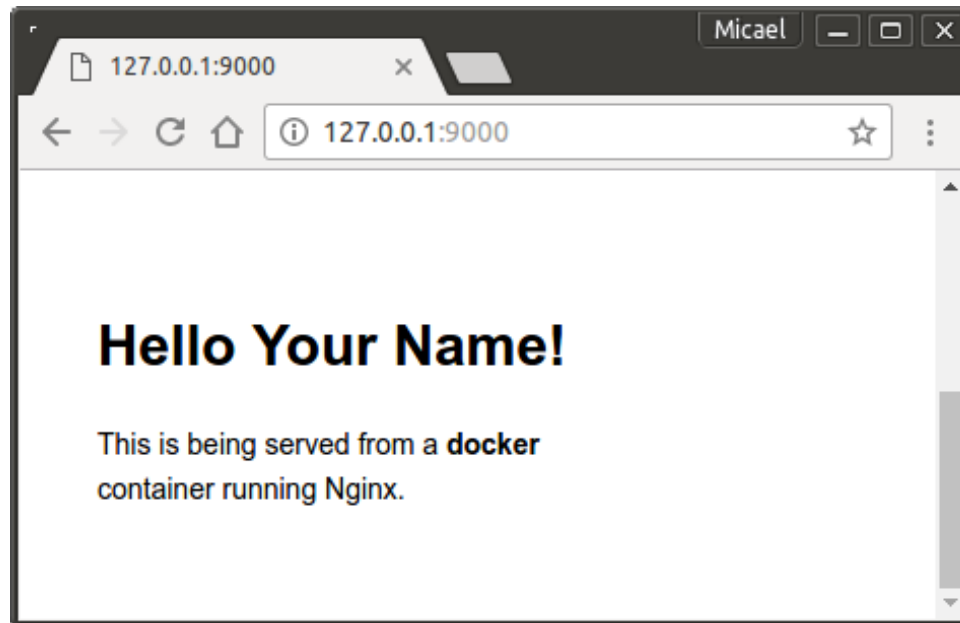 Micael
127.0.0.1:9000
127.0.0.1:9000
Hello Your Name!
This is being served from a docker
container running Nginx.